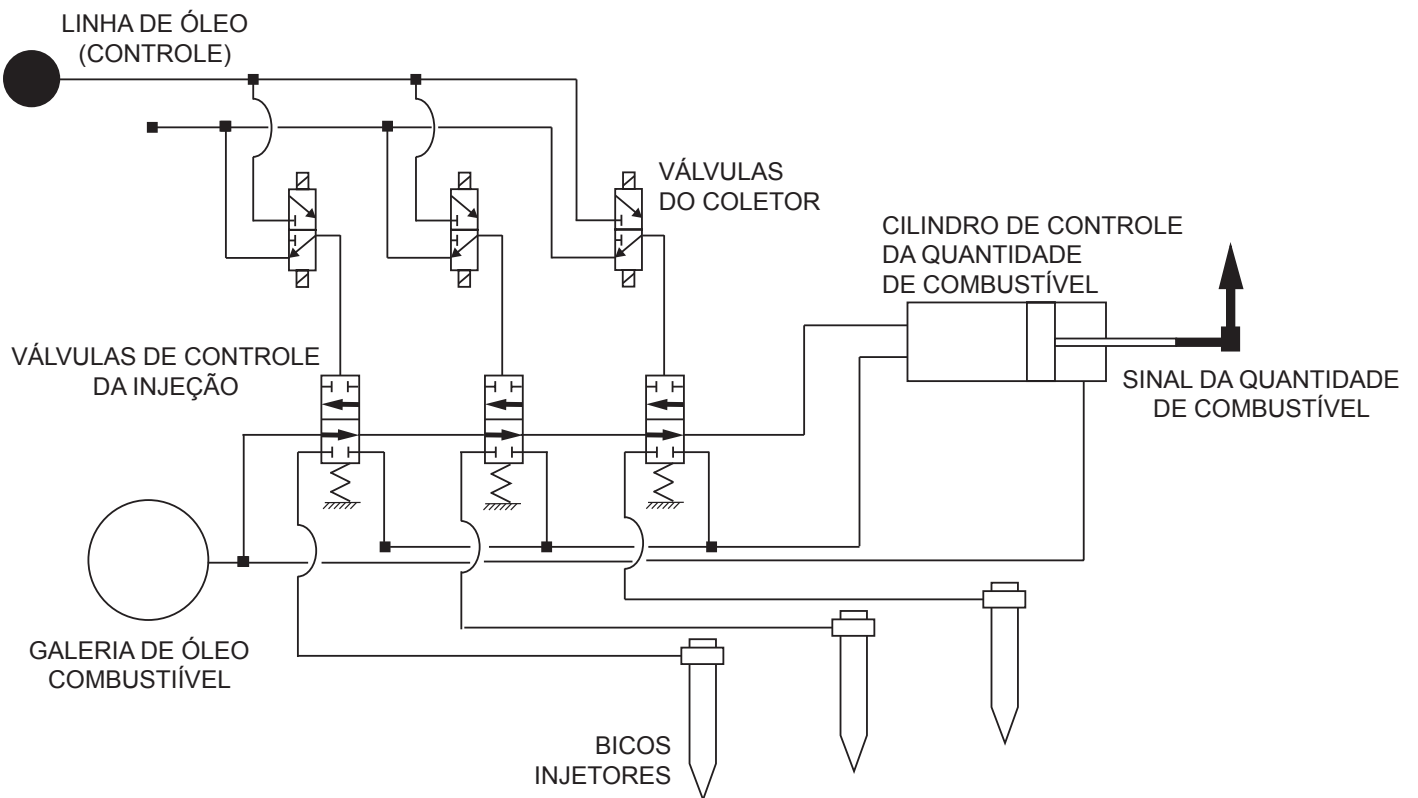 LINHA DE ÓLEO
(CONTROLE)
VÁLVULAS
DO COLETOR
CILINDRO DE CONTROLE
DA QUANTIDADE
DE COMBUSTÍVEL
VÁLVULAS DE CONTROLE
DA INJEÇÃO
SINAL DA QUANTIDADE
DE COMBUSTÍVEL
GALERIA DE ÓLEO
COMBUSTIÍVEL
BICOS
INJETORES